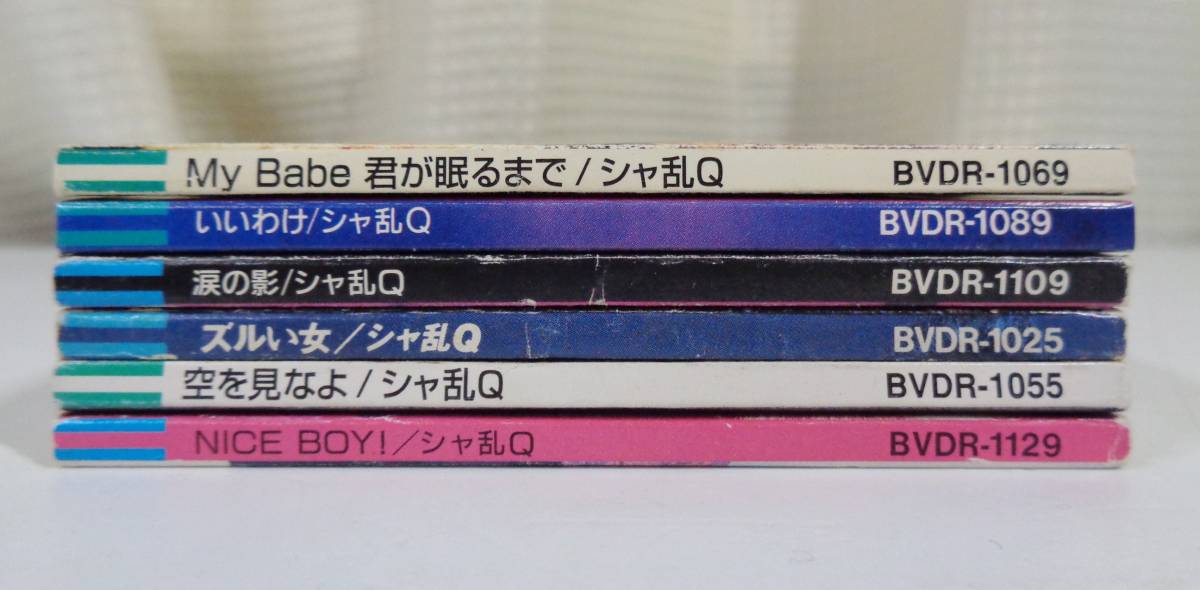 My Babe 君が眠るまで/シャ乱Q BVDR-1069
いいわけ/シャ乱Q BVDR-1089
涙の影/シャ乱Q BVDR-1109
ズルい女/シャ乱Q BVDR-1025
空を見なよ/シャ乱Q BVDR-1055
NICE BOY!/シャ乱Q BVDR-1129